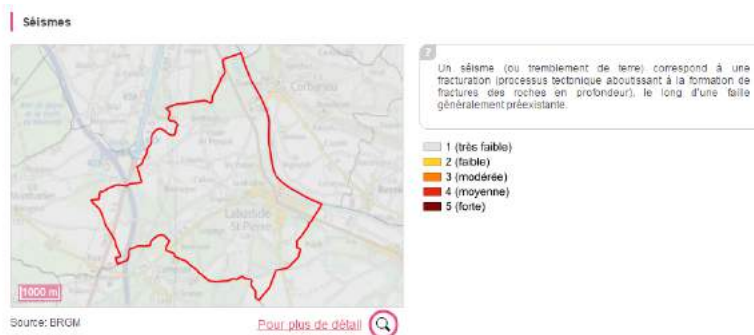 Séismes
Corbarieu
Labastide
St-Pierre
1000 m
Source: BRGM
Pour plus de détail
?
Un séisme (ou tremblement de terre) correspond à une
fracturation (processus tectonique aboutissant à la formation de
fractures des roches en profondeur), le long d'une faille
généralement préexistante.
1 (très faible)
2 (faible)
3 (modérée)
4 (moyenne)
5 (forte)